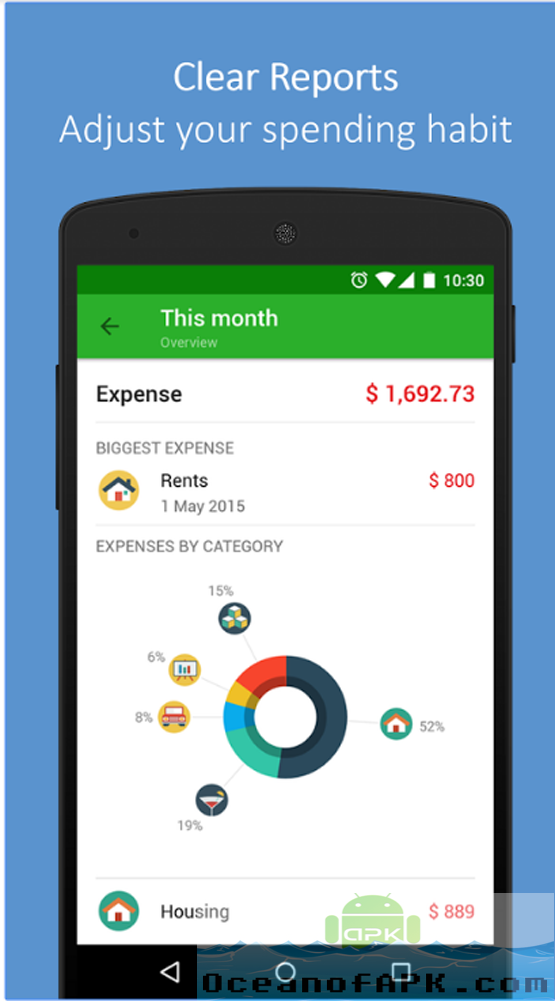 Clear Reports
Adjust your spending habit
10:30
This month
Overview
Expense $ 1,692.73
BIGGEST EXPENSE
Rents $ 800
1 May 2015
EXPENSES BY CATEGORY
15%
6%
8%
52%
19%
Housing $ 889
APK
OceanofAPK.com